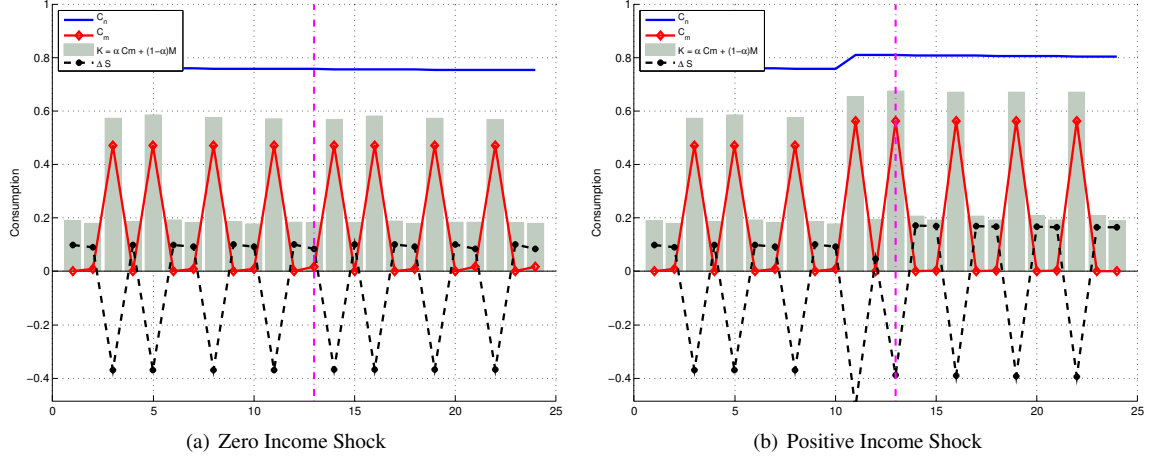 C_n
C_m
K = α Cm + (1−α)M
Δ S
Consumption
1
0.8
0.6
0.4
0.2
0
−0.2
−0.4
0 5 10 15 20 25
(a) Zero Income Shock
C_n
C_m
K = α Cm + (1−α)M
Δ S
Consumption
1
0.8
0.6
0.4
0.2
0
−0.2
−0.4
0 5 10 15 20 25
(b) Positive Income Shock